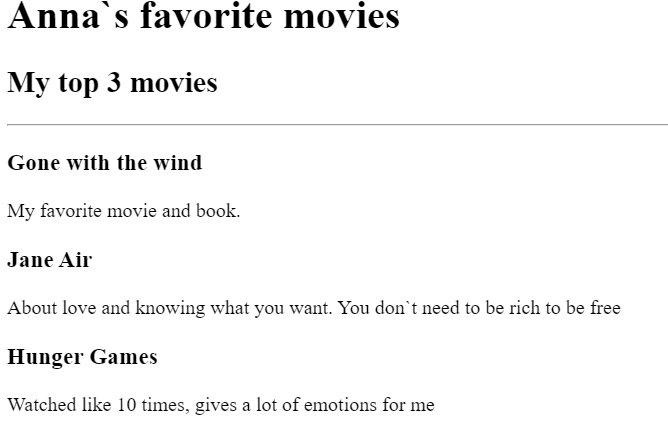 Anna`s favorite movies
My top 3 movies
Gone with the wind
My favorite movie and book.
Jane Air
About love and knowing what you want. You don`t need to be rich to be free
Hunger Games
Watched like 10 times, gives a lot of emotions for me